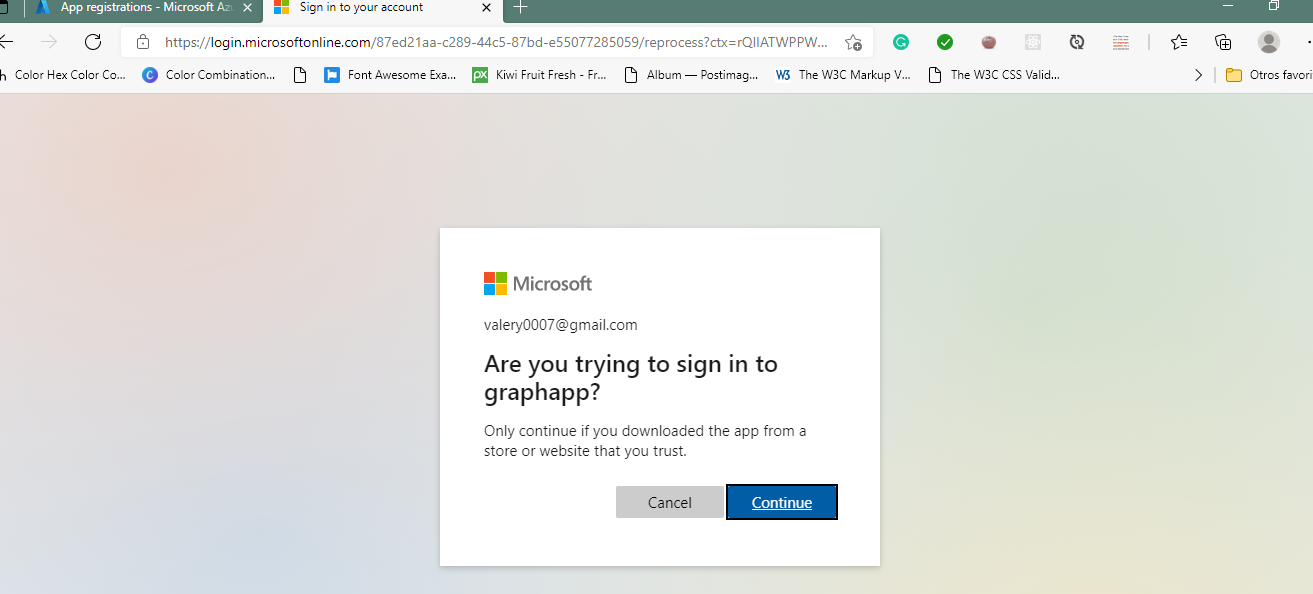 App registrations - Microsoft Az
Sign in to your account
https://login.microsoftonline.com/87ed21aa-c289-44c5-87bd-e55077285059/reprocess?ctx=rQIIATWPPW...
h Color Hex Color Co... Color Combination... Font Awesome Exa... Kiwi Fruit Fresh - Fr... Album — Postimag... W3 The W3C Markup V... The W3C CSS Valid... Otros favori
Microsoft
valery0007@gmail.com
Are you trying to sign in to
graphapp?
Only continue if you downloaded the app from a
store or website that you trust.
Cancel Continue